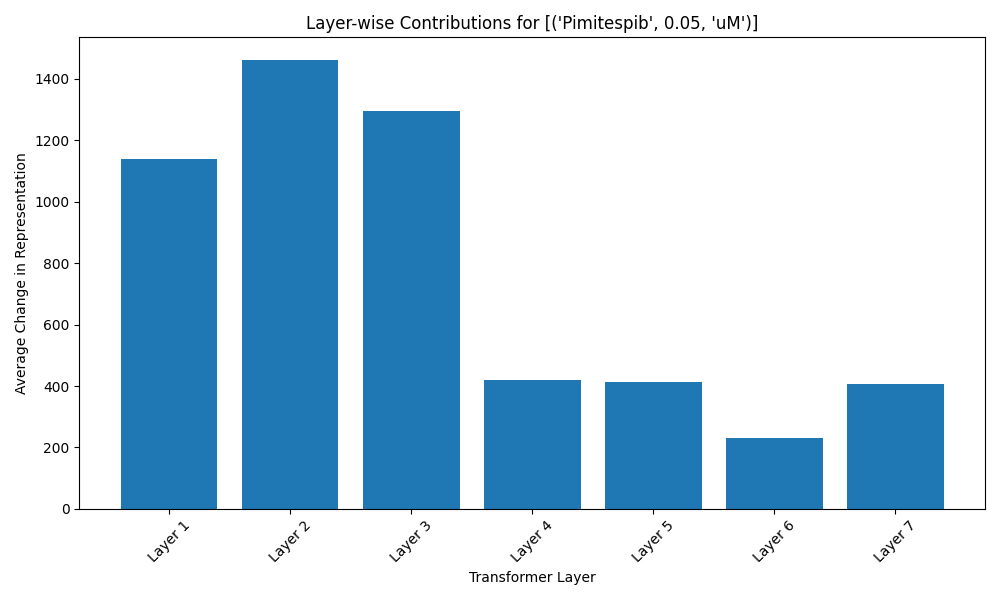 Layer-wise Contributions for [('Pimitespib', 0.05, 'uM')]
Average Change in Representation
1400
1200
1000
800
600
400
200
0
Layer 1
Layer 2
Layer 3
Layer 4
Layer 5
Layer 6
Layer 7
Transformer Layer